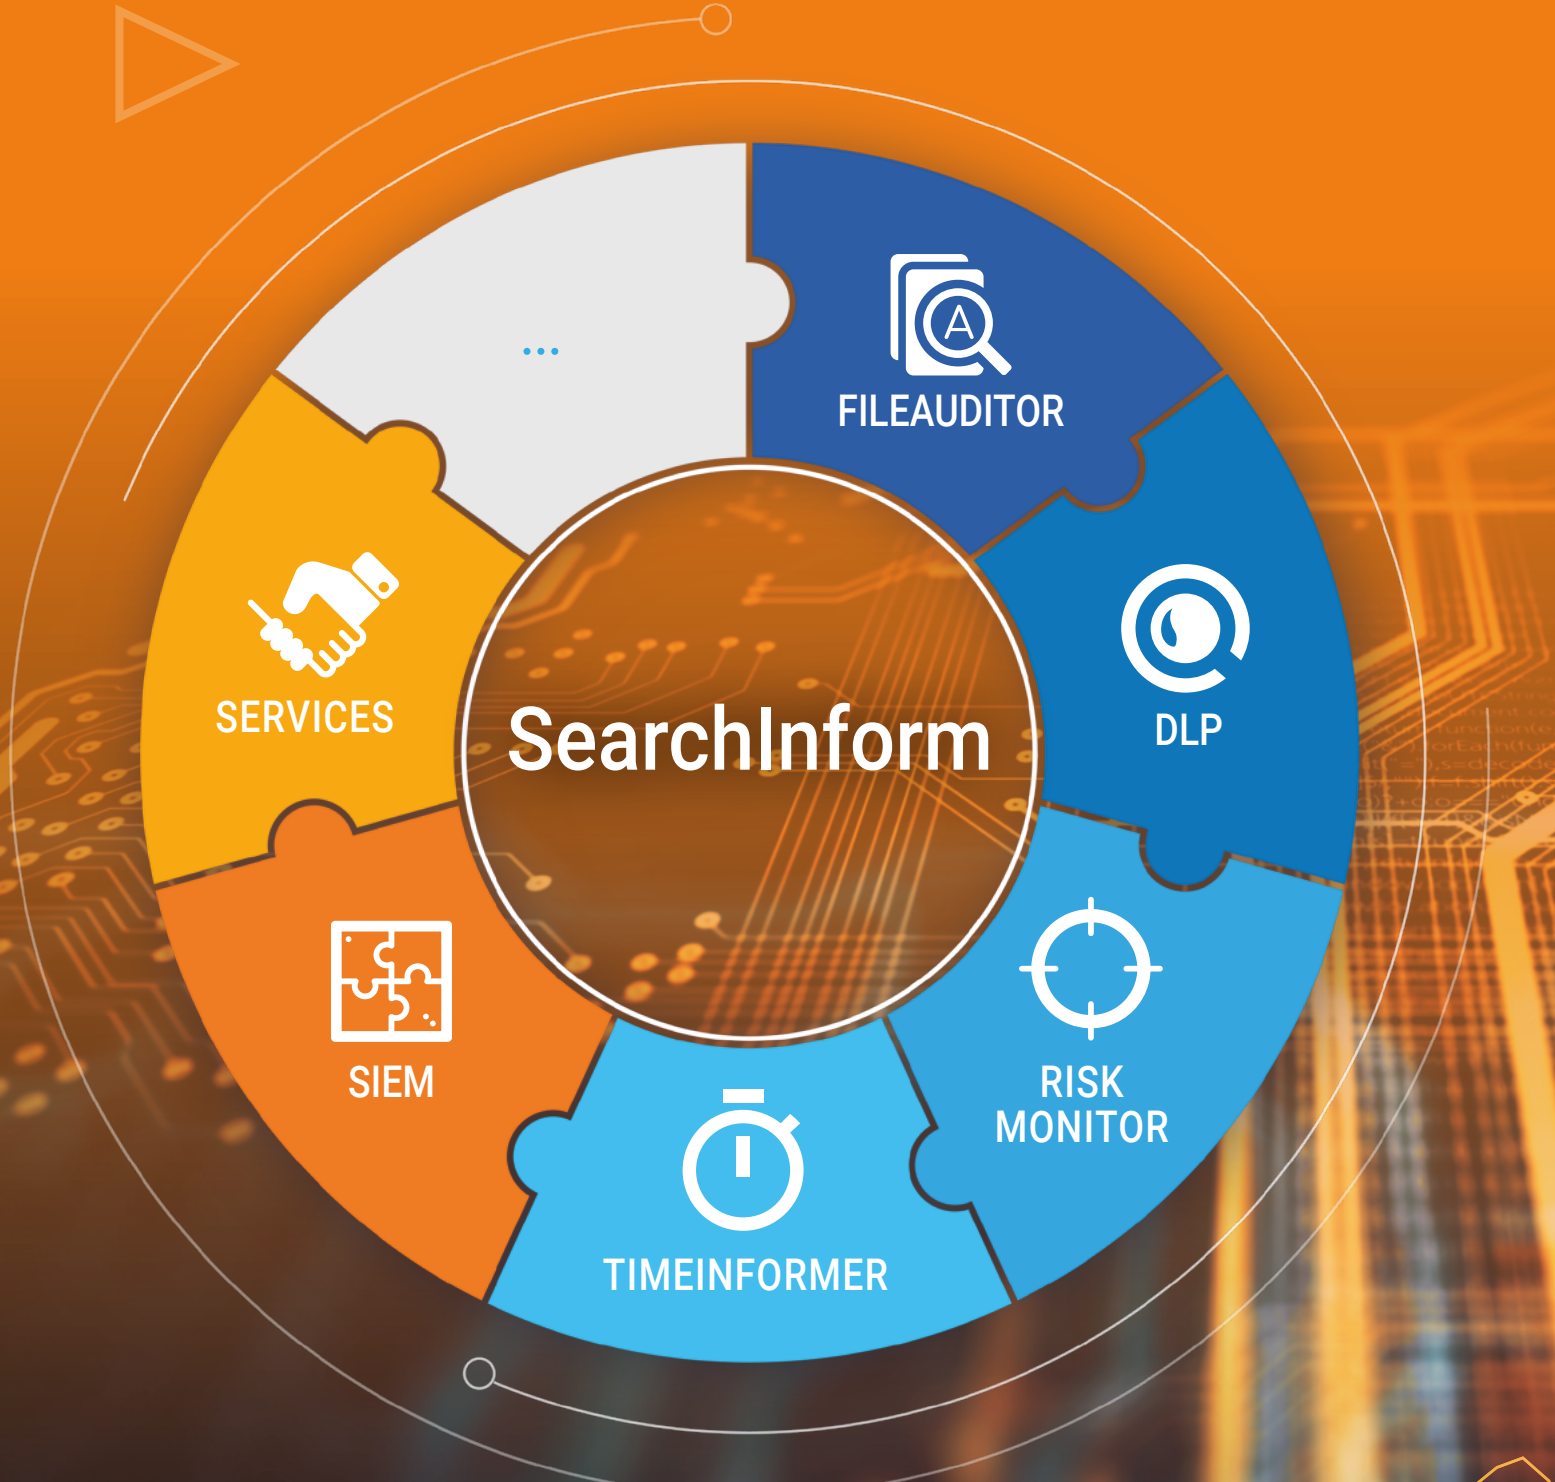 ...
FILEAUDITOR
A
SERVICES
SearchInform
DLP
SIEM
RISK
MONITOR
TIMEINFORMER